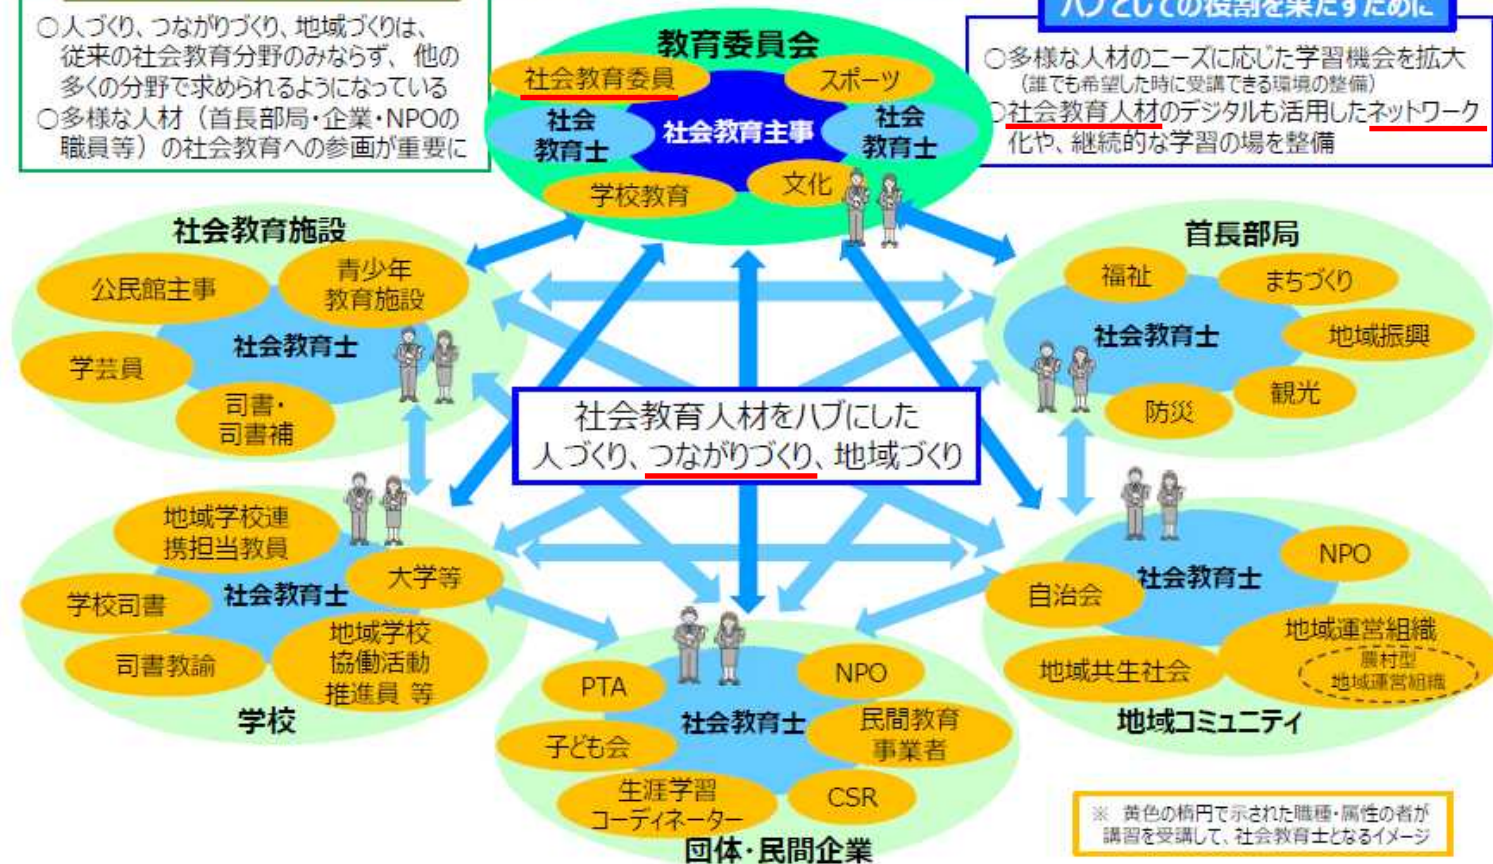 ○人づくり、つながりづくり、地域づくりは、
従来の社会教育分野のみならず、他の
多くの分野で求められるようになっている
○多様な人材（首長部局・企業・NPOの
職員等）の社会教育への参画が重要に
ハブとしての役割を果たすために
○多様な人材のニーズに応じた学習機会を拡大
（誰でも希望した時に受講できる環境の整備）
○社会教育人材のデジタルも活用したネットワーク
化や、継続的な学習の場を整備
教育委員会
社会教育委員
スポーツ
社会
教育士
社会教育主事
社会
教育士
学校教育
文化
社会教育施設
公民館主事
青少年
教育施設
社会教育士
学芸員
司書・
司書補
首長部局
福祉
まちづくり
社会教育士
地域振興
観光
防災
社会教育人材をハブにした
人づくり、つながりづくり、地域づくり
地域学校連
携担当教員
大学等
社会教育士
学校司書
司書教諭
地域学校
協働活動
推進員 等
学校
PTA
NPO
社会教育士
子ども会
民間教育
事業者
生涯学習
コーディネーター
CSR
団体・民間企業
NPO
社会教育士
自治会
地域運営組織
農村型
地域運営組織
地域共生社会
地域コミュニティ
※ 黄色の楕円で示された職種・属性の者が
講習を受講して、社会教育士となるイメージ